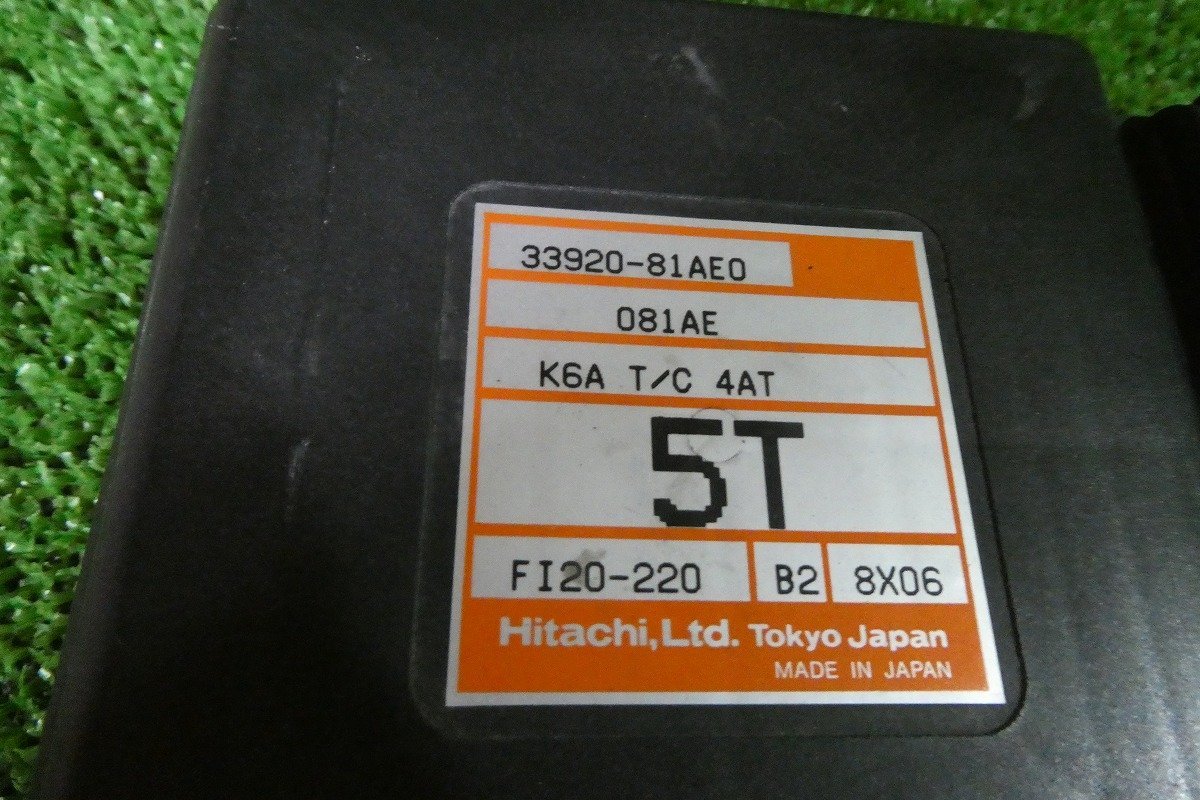 33920-81AE0
081AE
K6A T/C 4AT
5T
FI20-220 B2 8X06
Hitachi,Ltd. Tokyo Japan
MADE IN JAPAN